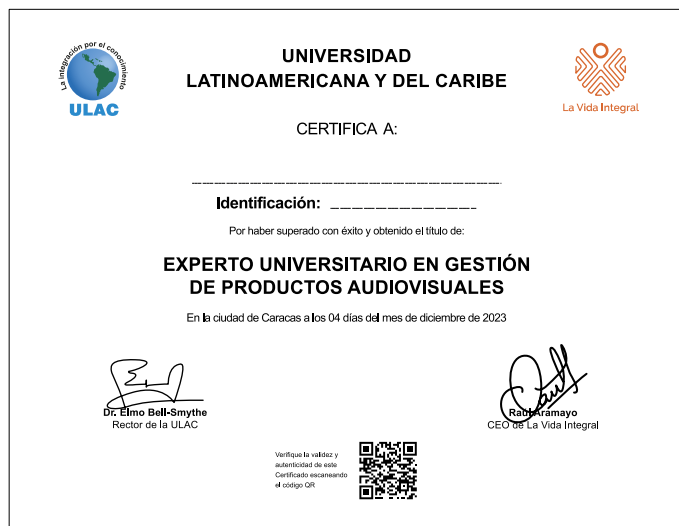 La integración por el conocimiento
ULAC
UNIVERSIDAD
LATINOAMERICANA Y DEL CARIBE
La Vida Integral
CERTIFICA A:
Identificación:
Por haber superado con éxito y obtenido el título de:
EXPERTO UNIVERSITARIO EN GESTIÓN
DE PRODUCTOS AUDIOVISUALES
En la ciudad de Caracas a los 04 días del mes de diciembre de 2023
Dr. Elmo Bell-Smythe
Rector de la ULAC
Raúl Aramayo
CEO de La Vida Integral
Verifique la validez y
autenticidad de este
Certificado escaneando
el código QR